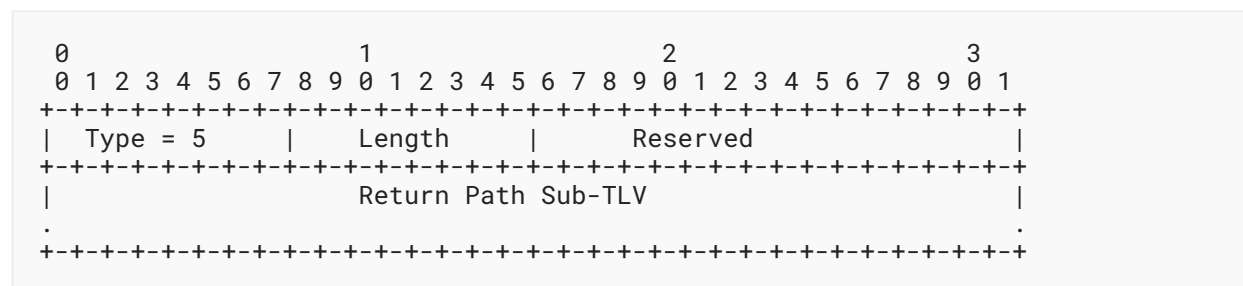 0                   1                   2                   3
 0 1 2 3 4 5 6 7 8 9 0 1 2 3 4 5 6 7 8 9 0 1 2 3 4 5 6 7 8 9 0 1
+-+-+-+-+-+-+-+-+-+-+-+-+-+-+-+-+-+-+-+-+-+-+-+-+-+-+-+-+-+-+-+-+
|  Type = 5     |    Length     |      Reserved                 |
+-+-+-+-+-+-+-+-+-+-+-+-+-+-+-+-+-+-+-+-+-+-+-+-+-+-+-+-+-+-+-+-+
|                    Return Path Sub-TLV                        |
.                                                               .
+-+-+-+-+-+-+-+-+-+-+-+-+-+-+-+-+-+-+-+-+-+-+-+-+-+-+-+-+-+-+-+-+